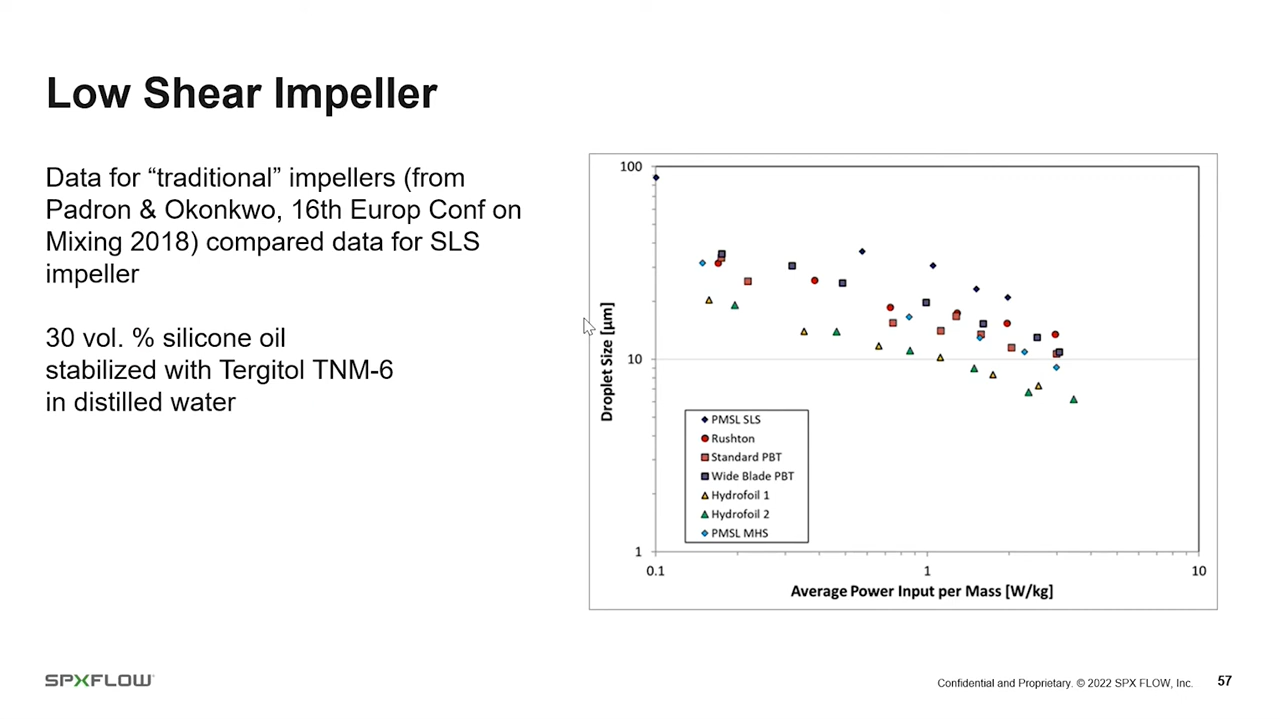 Low Shear Impeller
Data for “traditional” impellers (from
Padron & Okonkwo, 16th Europ Conf on
Mixing 2018) compared data for SLS
impeller
30 vol. % silicone oil
stabilized with Tergitol TNM-6
in distilled water
100
10
1
Droplet Size [µm]
PMSL SLS
Rushton
Standard PBT
Wide Blade PBT
Hydrofoil 1
Hydrofoil 2
PMSL MHS
0.1
1
10
Average Power Input per Mass [W/kg]
SPXFLOW
Confidential and Proprietary. © 2022 SPX FLOW, Inc.
57